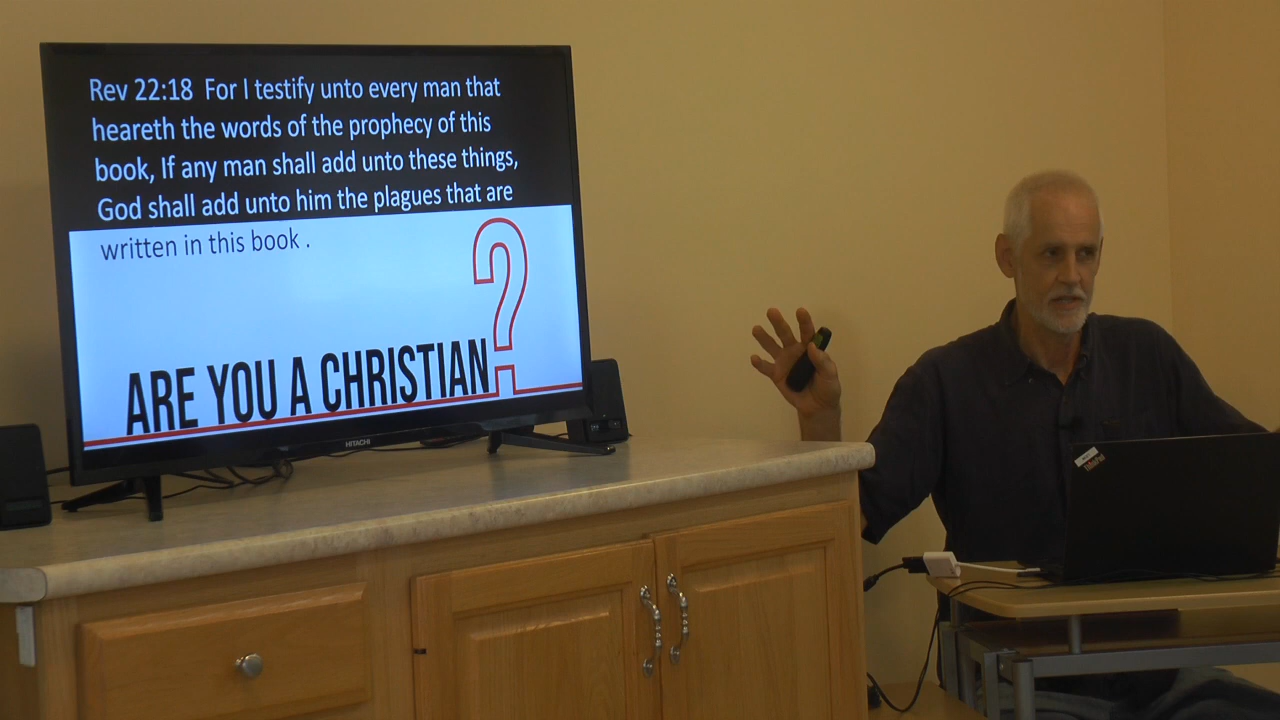 Rev 22:18 For I testify unto every man that
heareth the words of the prophecy of this
book, If any man shall add unto these things,
God shall add unto him the plagues that are
written in this book .
ARE YOU A CHRISTIAN?
HITACHI
ThinkPad